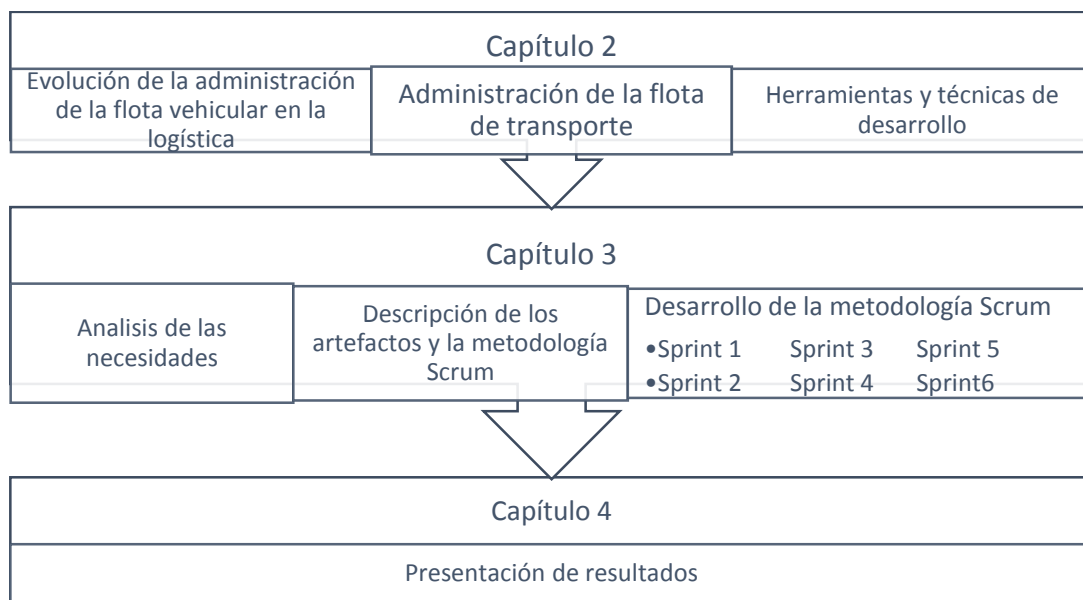 Capítulo 2
Evolución de la administración
de la flota vehicular en la
logística
Administración de la flota
de transporte
Herramientas y técnicas de
desarrollo
Capítulo 3
Analisis de las
necesidades
Descripción de los
artefactos y la metodología
Scrum
Desarrollo de la metodología Scrum
•Sprint 1 Sprint 3 Sprint 5
•Sprint 2 Sprint 4 Sprint6
Capítulo 4
Presentación de resultados